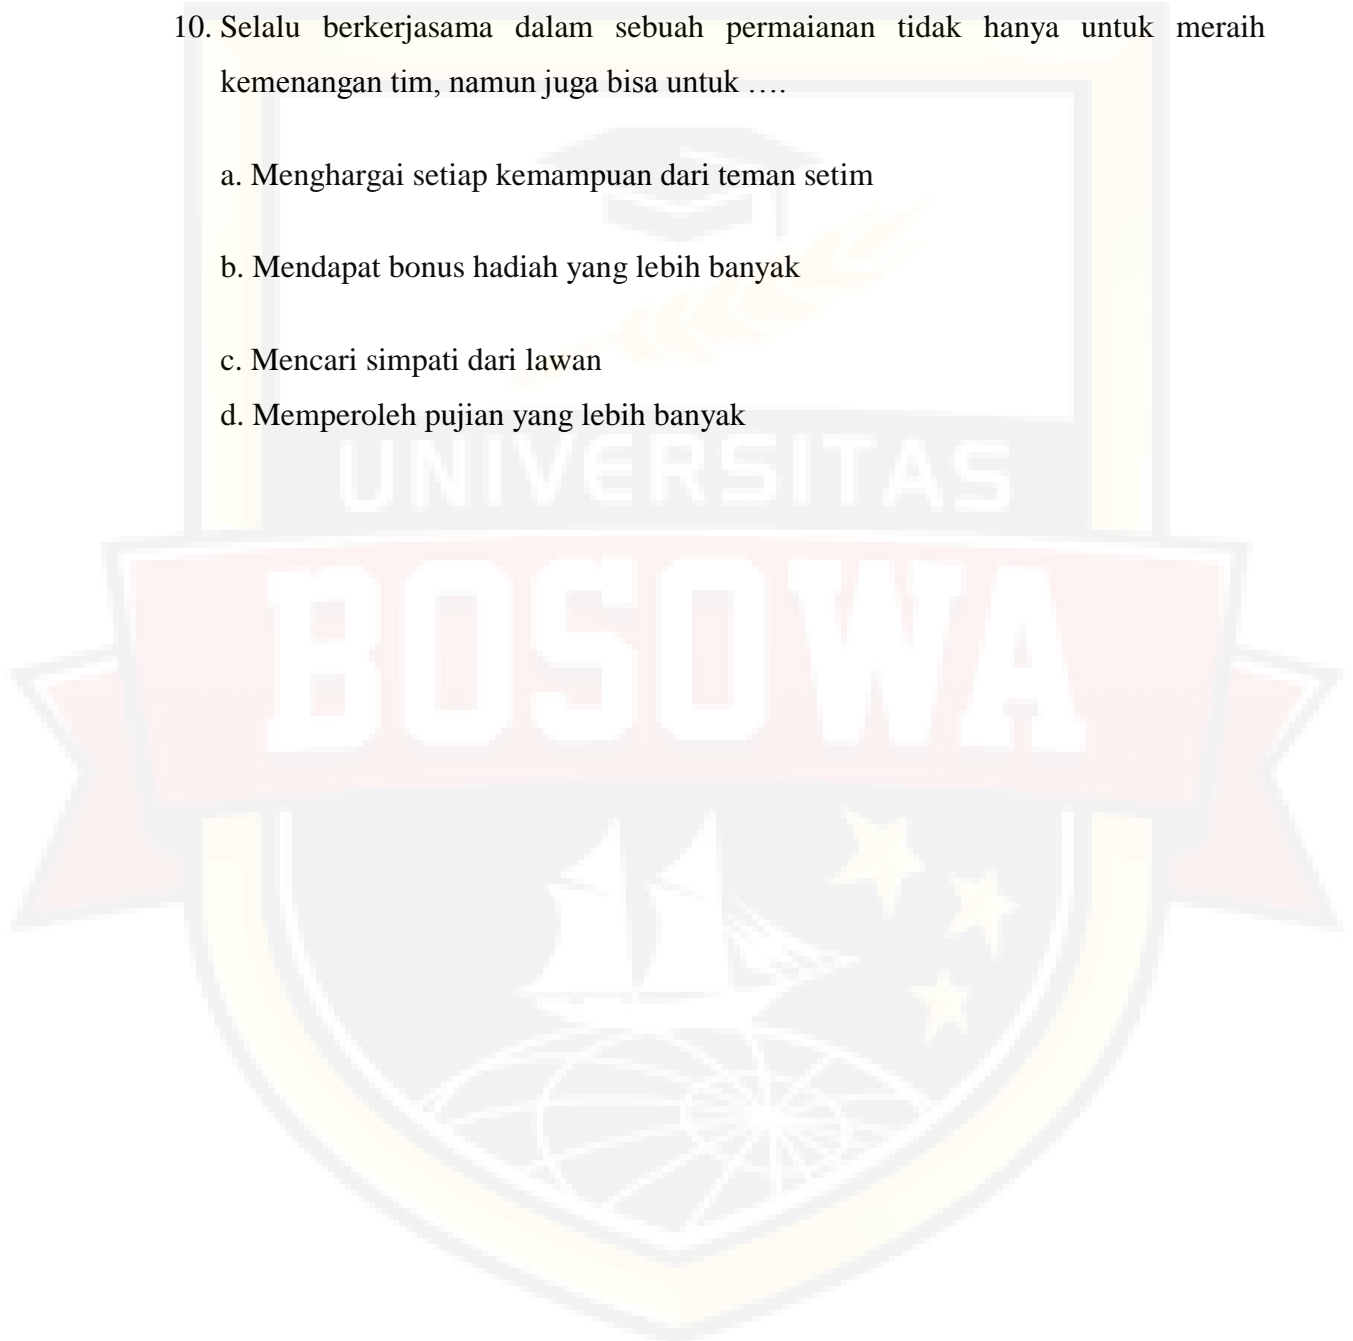 10. Selalu berkerjasama dalam sebuah permaianan tidak hanya untuk meraih
kemenangan tim, namun juga bisa untuk ….
a. Menghargai setiap kemampuan dari teman setim
b. Mendapat bonus hadiah yang lebih banyak
c. Mencari simpati dari lawan
d. Memperoleh pujian yang lebih banyak
UNIVERSITAS
BOSOWA